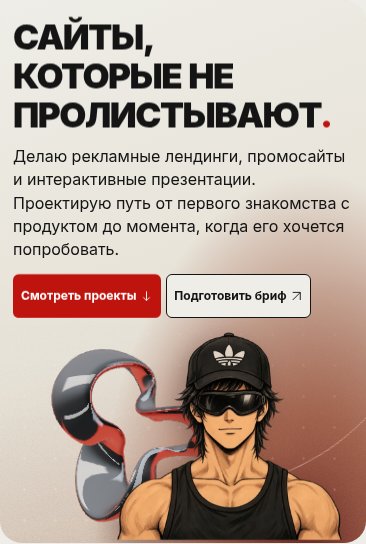 САЙТЫ,
КОТОРЫЕ НЕ
ПРОЛИСТЫВАЮТ.
Делаю рекламные лендинги, промосайты
и интерактивные презентации.
Проектирую путь от первого знакомства с
продуктом до момента, когда его хочется
попробовать.
Смотреть проекты ↓
Подготовить бриф ↗